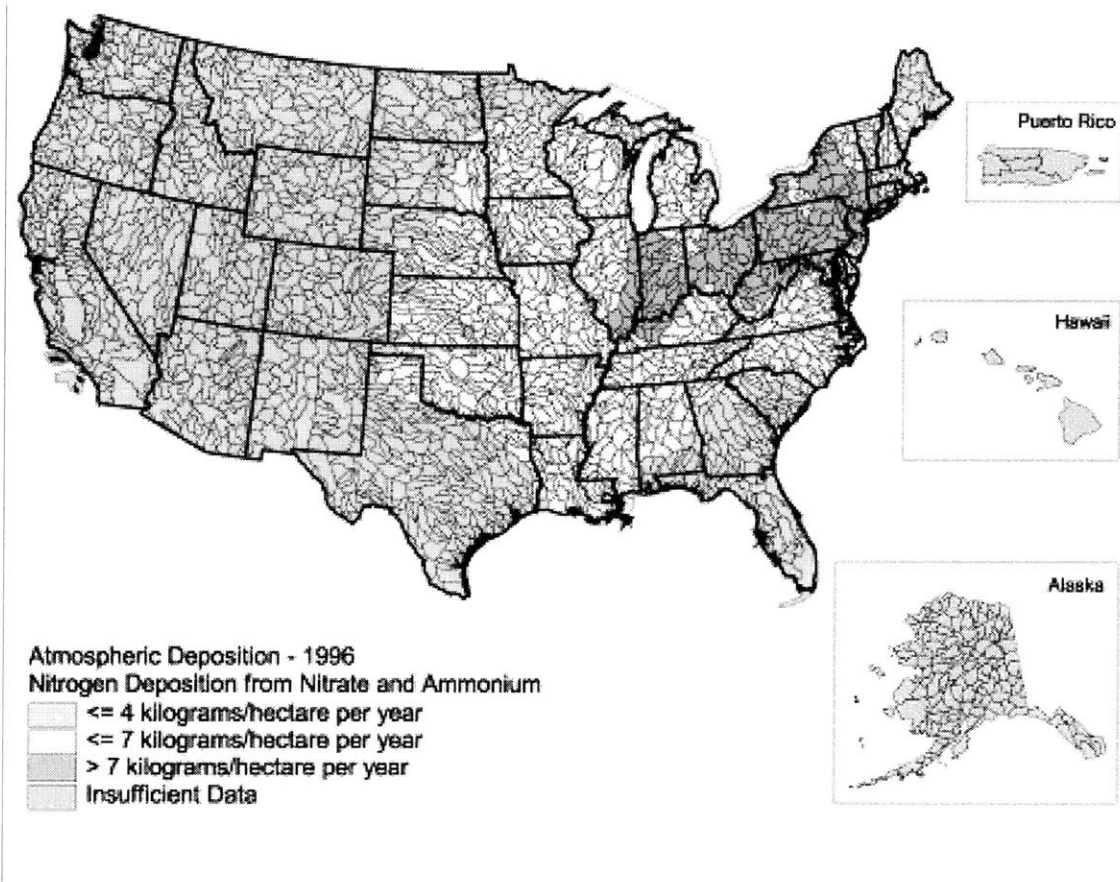 Puerto Rico
Hawaii
Alaska
Atmospheric Deposition - 1996
Nitrogen Deposition from Nitrate and Ammonium
<= 4 kilograms/hectare per year
<= 7 kilograms/hectare per year
> 7 kilograms/hectare per year
Insufficient Data